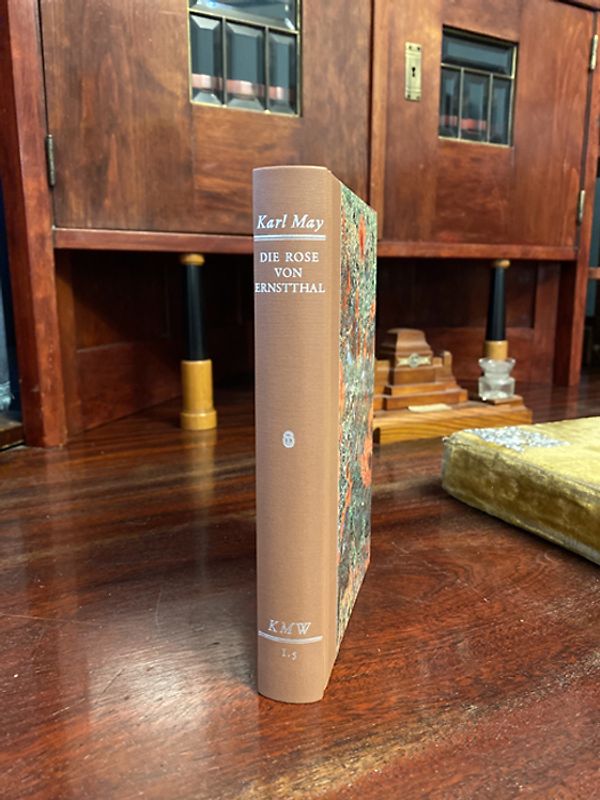 Karl May
DIE ROSE
VON
ERNSTTHAL
KMW
I.5